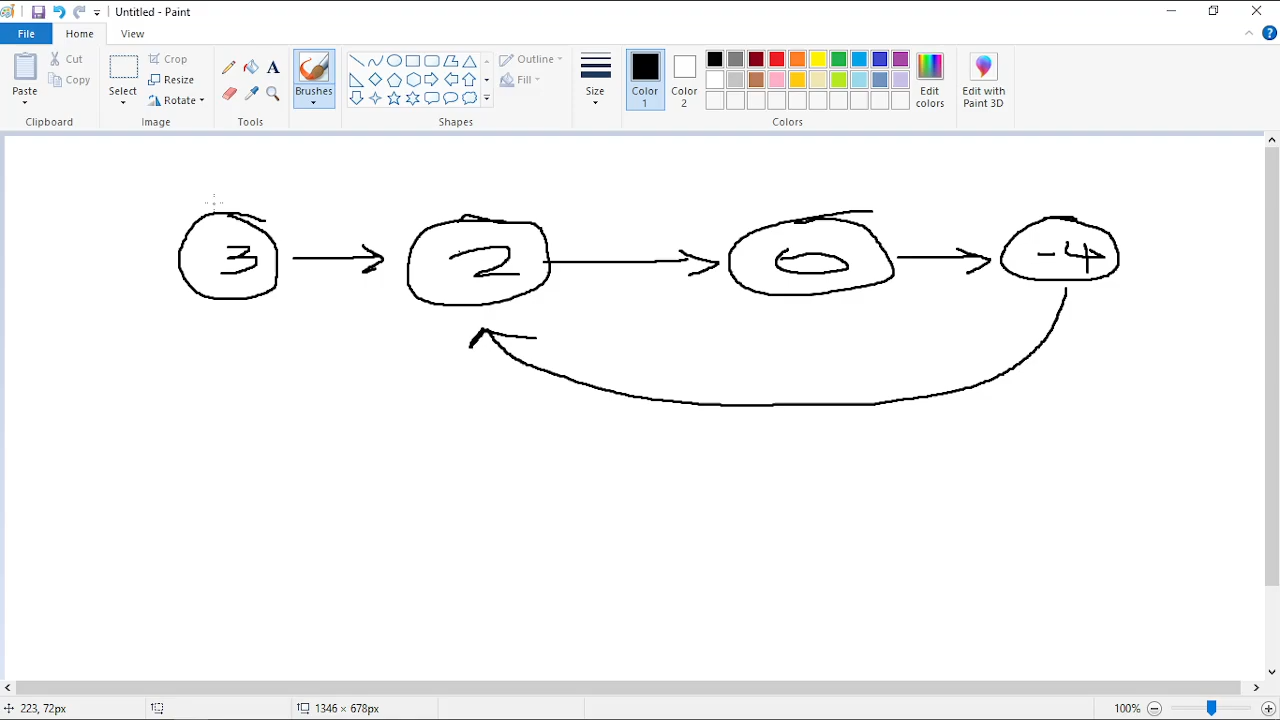 Untitled - Paint
File Home View
Paste Cut Copy
Clipboard
Crop Resize Rotate
Image
Tools
Brushes
Outline Fill
Shapes
Size
Color 1 Color 2
Edit colors
Colors
Edit with Paint 3D
3 2 0 -4
223, 72px 1346 × 678px 100%